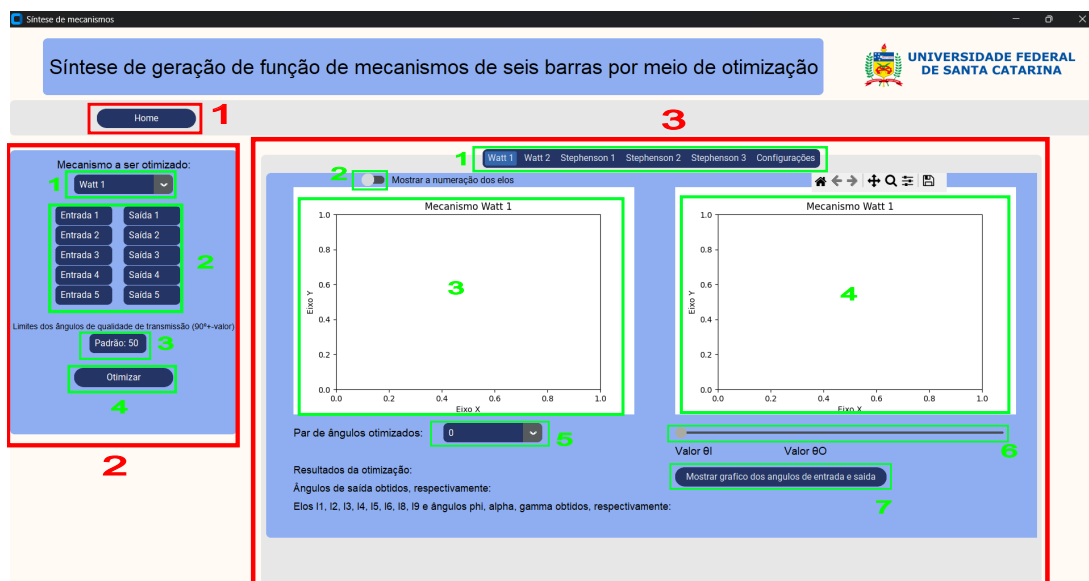 Síntese de mecanismos
Síntese de geração de função de mecanismos de seis barras por meio de otimização
UNIVERSIDADE FEDERAL
DE SANTA CATARINA
Home
1
3
2
Mecanismo a ser otimizado:
1
Watt 1
Entrada 1 Saída 1
Entrada 2 Saída 2
Entrada 3 Saída 3
Entrada 4 Saída 4
Entrada 5 Saída 5
2
Limites dos ângulos de qualidade de transmissão (90º+-valor)
Padrão: 50
3
Otimizar
4
1
Watt 1 Watt 2 Stephenson 1 Stephenson 2 Stephenson 3 Configurações
2
Mostrar a numeração dos elos
Mecanismo Watt 1
1.0
0.8
0.6
0.4
0.2
0.0
Eixo Y
3
0.0 0.2 0.4 0.6 0.8 1.0
Eixo X
Mecanismo Watt 1
1.0
0.8
0.6
0.4
0.2
0.0
Eixo Y
4
0.0 0.2 0.4 0.6 0.8 1.0
Eixo X
Par de ângulos otimizados:
0
5
6
Valor θI Valor θO
Mostrar grafico dos angulos de entrada e saida
7
Resultados da otimização:
Ângulos de saída obtidos, respectivamente:
Elos l1, l2, l3, l4, l5, l6, l8, l9 e ângulos phi, alpha, gamma obtidos, respectivamente: